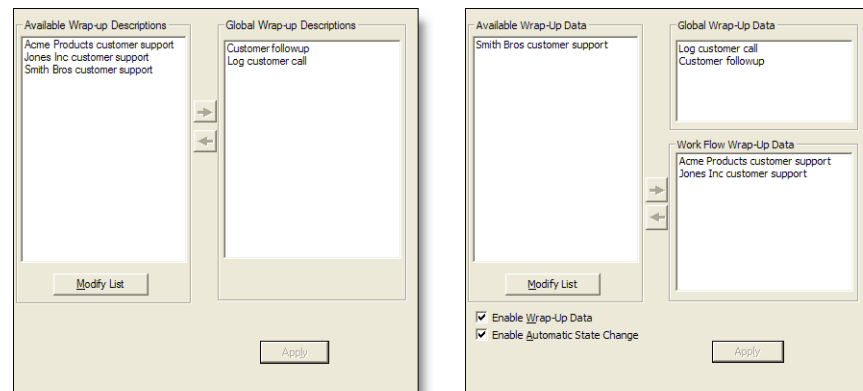 Available Wrap-up Descriptions
Acme Products customer support
Jones Inc customer support
Smith Bros customer support
Modify List
Global Wrap-up Descriptions
Customer followup
Log customer call
Apply
Available Wrap-Up Data
Smith Bros customer support
Modify List
Global Wrap-Up Data
Log customer call
Customer followup
Work Flow Wrap-Up Data
Acme Products customer support
Jones Inc customer support
Enable Wrap-Up Data
Enable Automatic State Change
Apply